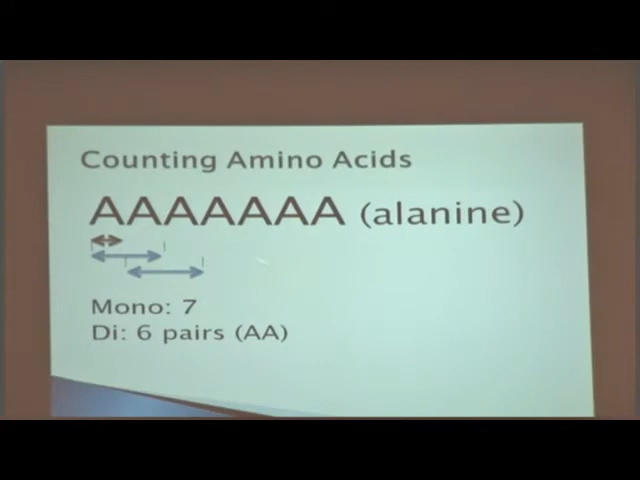 Counting Amino Acids
AAAAAAA (alanine)
Mono: 7
Di: 6 pairs (AA)